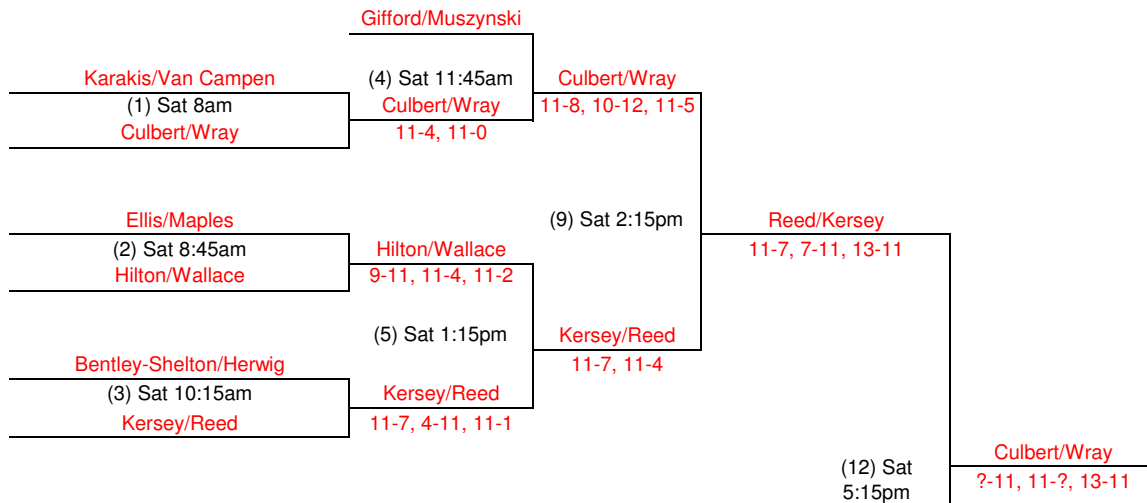 Gifford/Muszynski
Karakis/Van Campen
(4) Sat 11:45am
Culbert/Wray
(1) Sat 8am
Culbert/Wray
11-8, 10-12, 11-5
Culbert/Wray
11-4, 11-0
Ellis/Maples
(9) Sat 2:15pm
Reed/Kersey
(2) Sat 8:45am
Hilton/Wallace
11-7, 7-11, 13-11
Hilton/Wallace
9-11, 11-4, 11-2
(5) Sat 1:15pm
Kersey/Reed
Bentley-Shelton/Herwig
11-7, 11-4
(3) Sat 10:15am
Kersey/Reed
Kersey/Reed
11-7, 4-11, 11-1
Culbert/Wray
(12) Sat
5:15pm
?-11, 11-?, 13-11